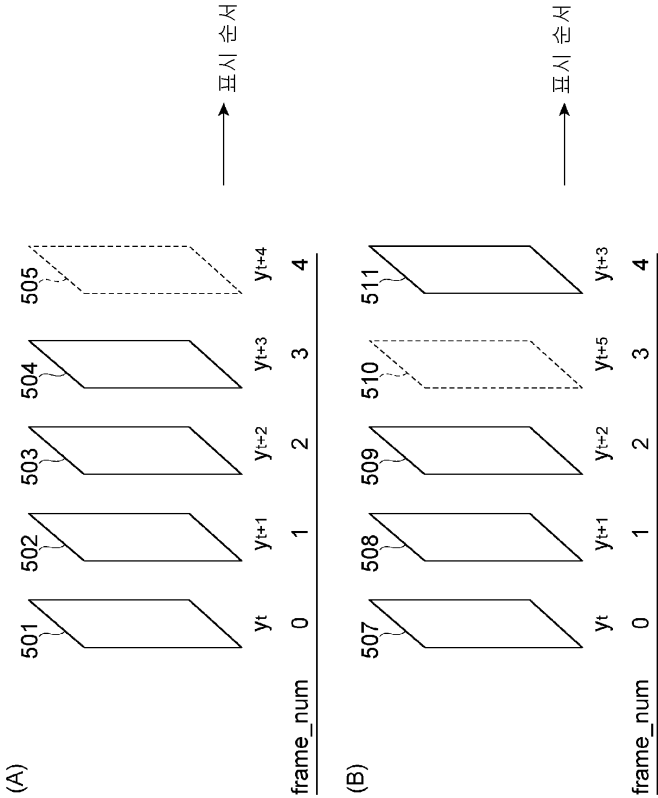 (A)
501 502 503 504 505
yt yt+1 yt+2 yt+3 yt+4
frame_num 0 1 2 3 4
표시 순서
(B)
507 508 509 510 511
yt yt+1 yt+2 yt+5 yt+3
frame_num 0 1 2 3 4
표시 순서